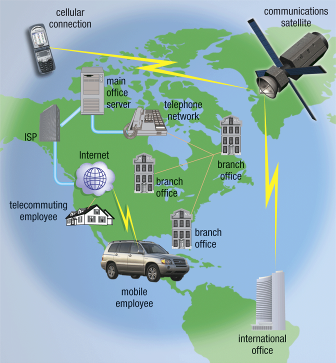 cellular
connection
communications
satellite
main
office
server
telephone
network
ISP
Internet
branch
office
branch
office
telecommuting
employee
branch
office
mobile
employee
international
office